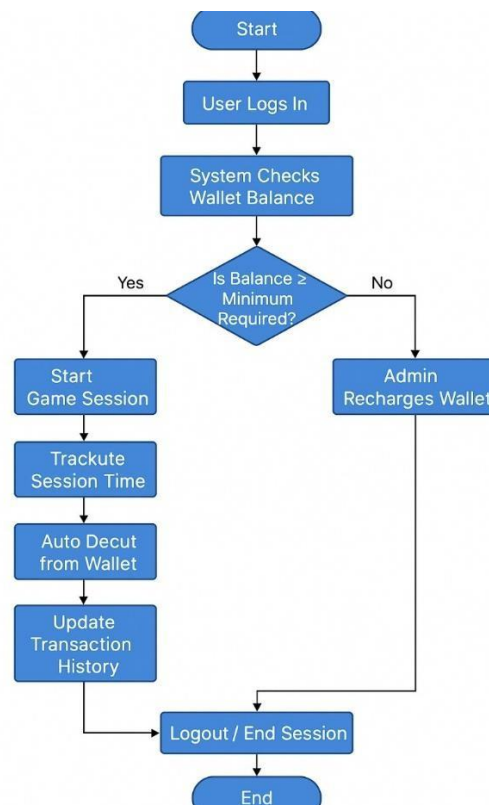 Start
User Logs In
System Checks
Wallet Balance
Is Balance ≥
Minimum
Required?
Yes
No
Start
Game Session
Admin
Recharges Wallet
Trackute
Session Time
Auto Decut
from Wallet
Update
Transaction
History
Logout / End Session
End